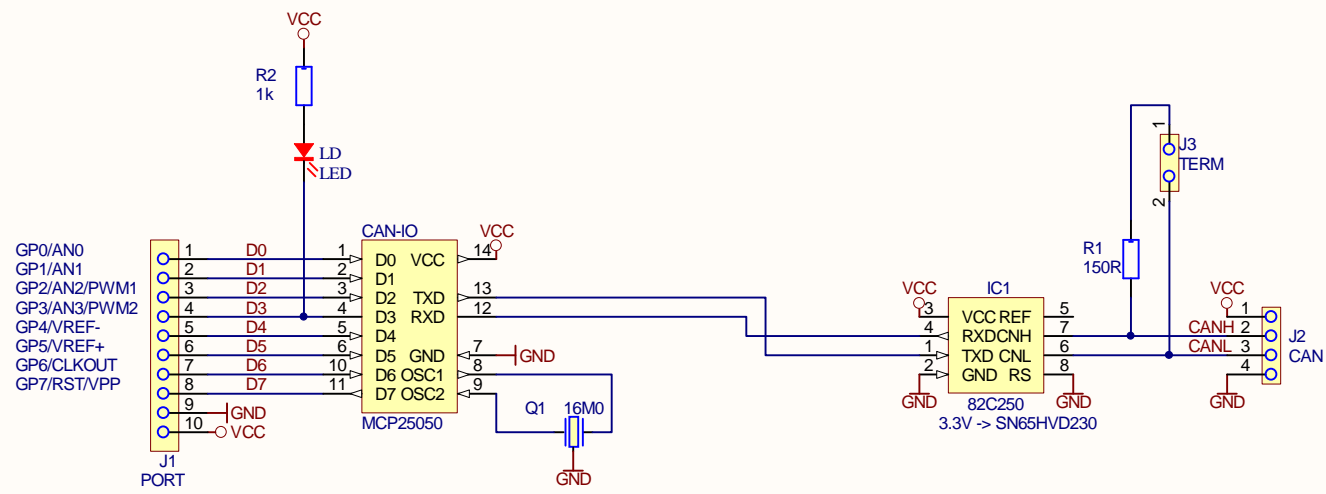 VCC
R2
1k
LD
LED
1
J3
TERM
2
CAN-IO
VCC
GP0/AN0 1 D0 1 D0 VCC 14
GP1/AN1 2 D1 2 D1
GP2/AN2/PWM1 3 D2 3 D2 TXD 13
GP3/AN3/PWM2 4 D3 4 D3 RXD 12
GP4/VREF- 5 D4 5 D4
GP5/VREF+ 6 D5 6 D5 GND 7 GND
GP6/CLKOUT 7 D6 10 D6 OSC1 8
GP7/RST/VPP 8 D7 11 D7 OSC2 9
9 GND
10 VCC
J1
PORT
MCP25050
Q1 16M0
GND
R1
150R
IC1
VCC 3 VCC REF 5
4 RXD CNH 7
1 TXD CNL 6
2 GND RS 8
GND GND
82C250
3.3V -> SN65HVD230
VCC
1
CANH 2
CANL 3
4
GND
J2
CAN